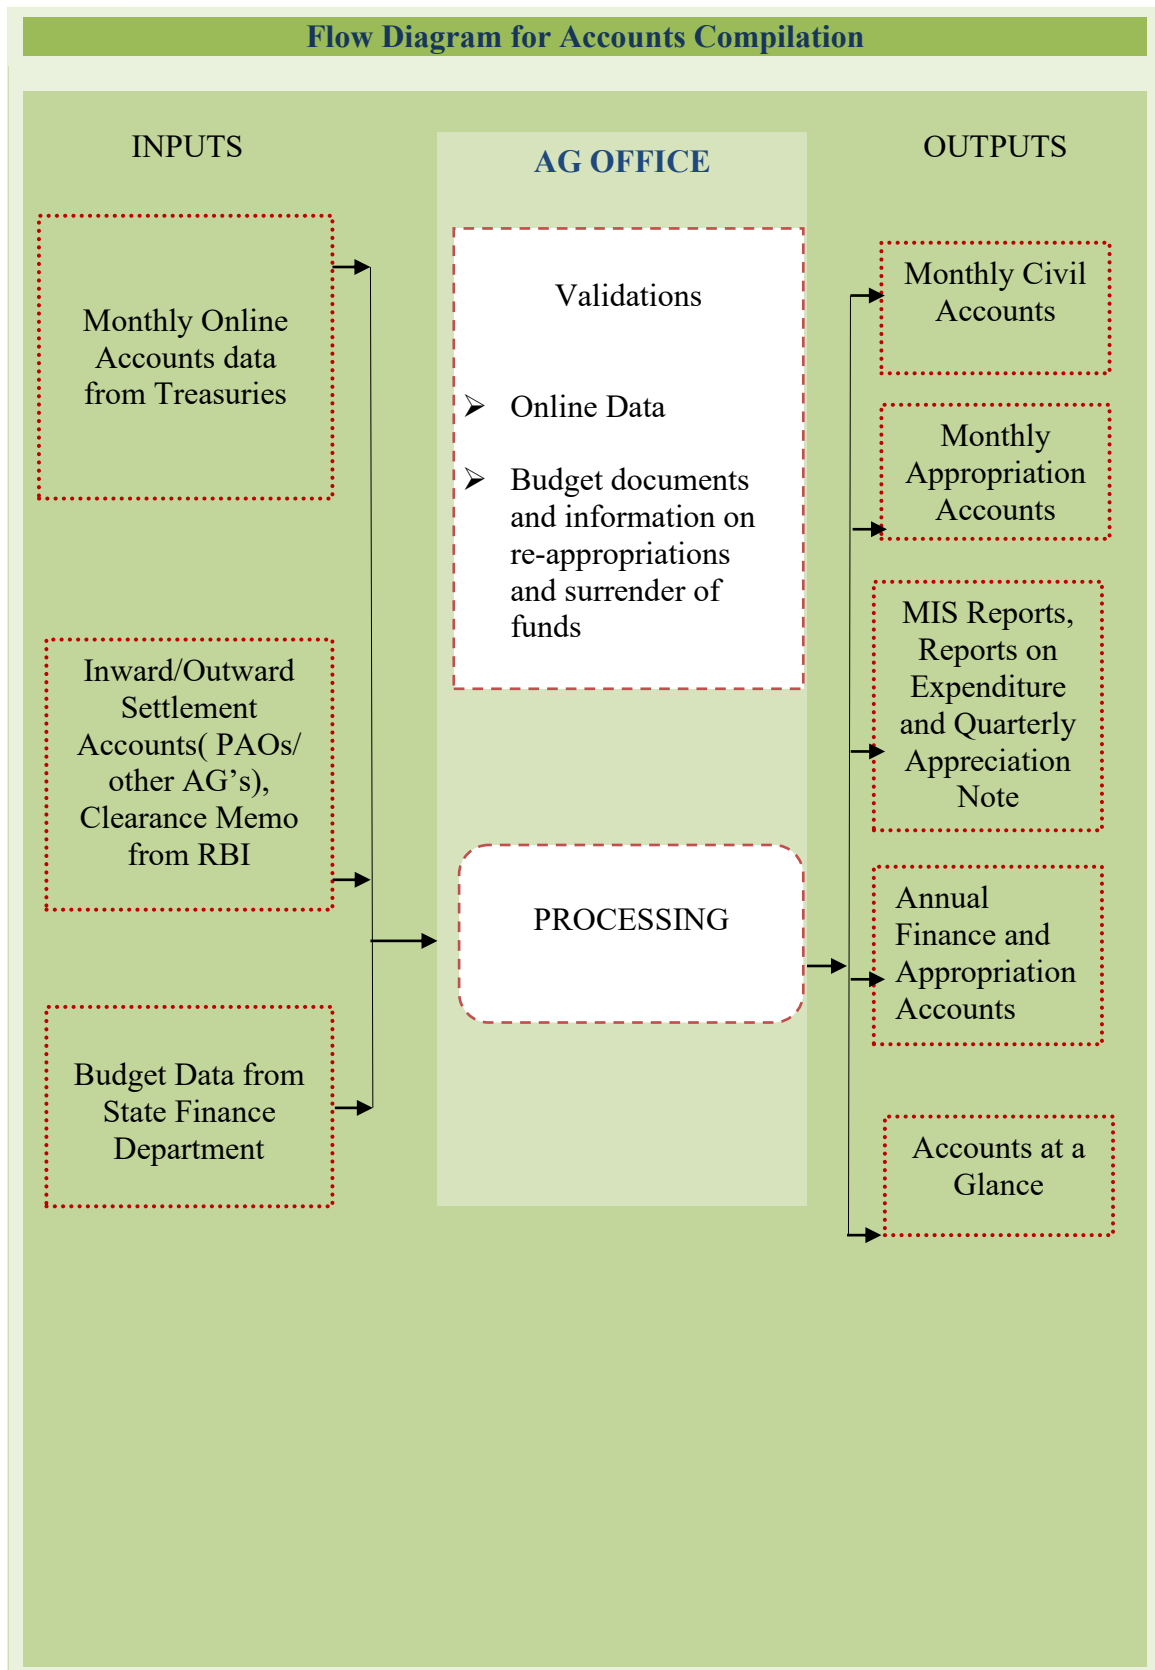 Flow Diagram for Accounts Compilation
INPUTS
Monthly Online
Accounts data
from Treasuries
Inward/Outward
Settlement
Accounts( PAOs/
other AG’s),
Clearance Memo
from RBI
Budget Data from
State Finance
Department
AG OFFICE
Validations
➢ Online Data
➢ Budget documents
and information on
re-appropriations
and surrender of
funds
PROCESSING
OUTPUTS
Monthly Civil
Accounts
Monthly
Appropriation
Accounts
MIS Reports,
Reports on
Expenditure
and Quarterly
Appreciation
Note
Annual
Finance and
Appropriation
Accounts
Accounts at a
Glance